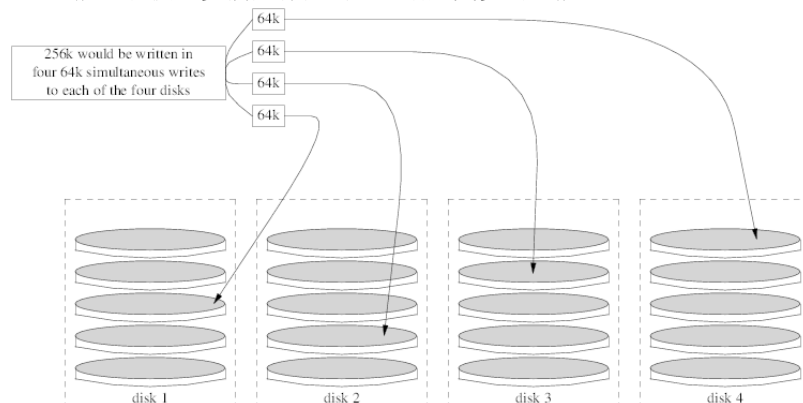 64k
256k would be written in
four 64k simultaneous writes
to each of the four disks
64k
64k
64k
disk 1
disk 2
disk 3
disk 4